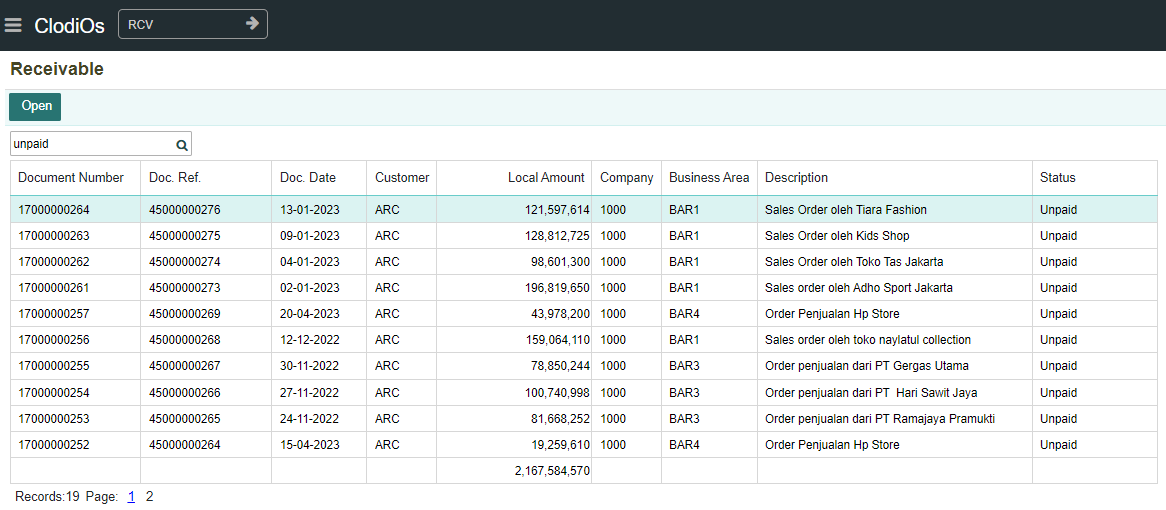 ClodiOs RCV
Receivable
Open
unpaid
Document Number Doc. Ref. Doc. Date Customer Local Amount Company Business Area Description Status
17000000264 45000000276 13-01-2023 ARC 121,597,614 1000 BAR1 Sales Order oleh Tiara Fashion Unpaid
17000000263 45000000275 09-01-2023 ARC 128,812,725 1000 BAR1 Sales Order oleh Kids Shop Unpaid
17000000262 45000000274 04-01-2023 ARC 98,601,300 1000 BAR1 Sales Order oleh Toko Tas Jakarta Unpaid
17000000261 45000000273 02-01-2023 ARC 196,819,650 1000 BAR1 Sales order oleh Adho Sport Jakarta Unpaid
17000000257 45000000269 20-04-2023 ARC 43,978,200 1000 BAR4 Order Penjualan Hp Store Unpaid
17000000256 45000000268 12-12-2022 ARC 159,064,110 1000 BAR1 Sales order oleh toko naylatul collection Unpaid
17000000255 45000000267 30-11-2022 ARC 78,850,244 1000 BAR3 Order penjualan dari PT Gergas Utama Unpaid
17000000254 45000000266 27-11-2022 ARC 100,740,998 1000 BAR3 Order penjualan dari PT  Hari Sawit Jaya Unpaid
17000000253 45000000265 24-11-2022 ARC 81,668,252 1000 BAR3 Order penjualan dari PT Ramajaya Pramukti Unpaid
17000000252 45000000264 15-04-2023 ARC 19,259,610 1000 BAR4 Order Penjualan Hp Store Unpaid
2,167,584,570
Records:19 Page: 1 2